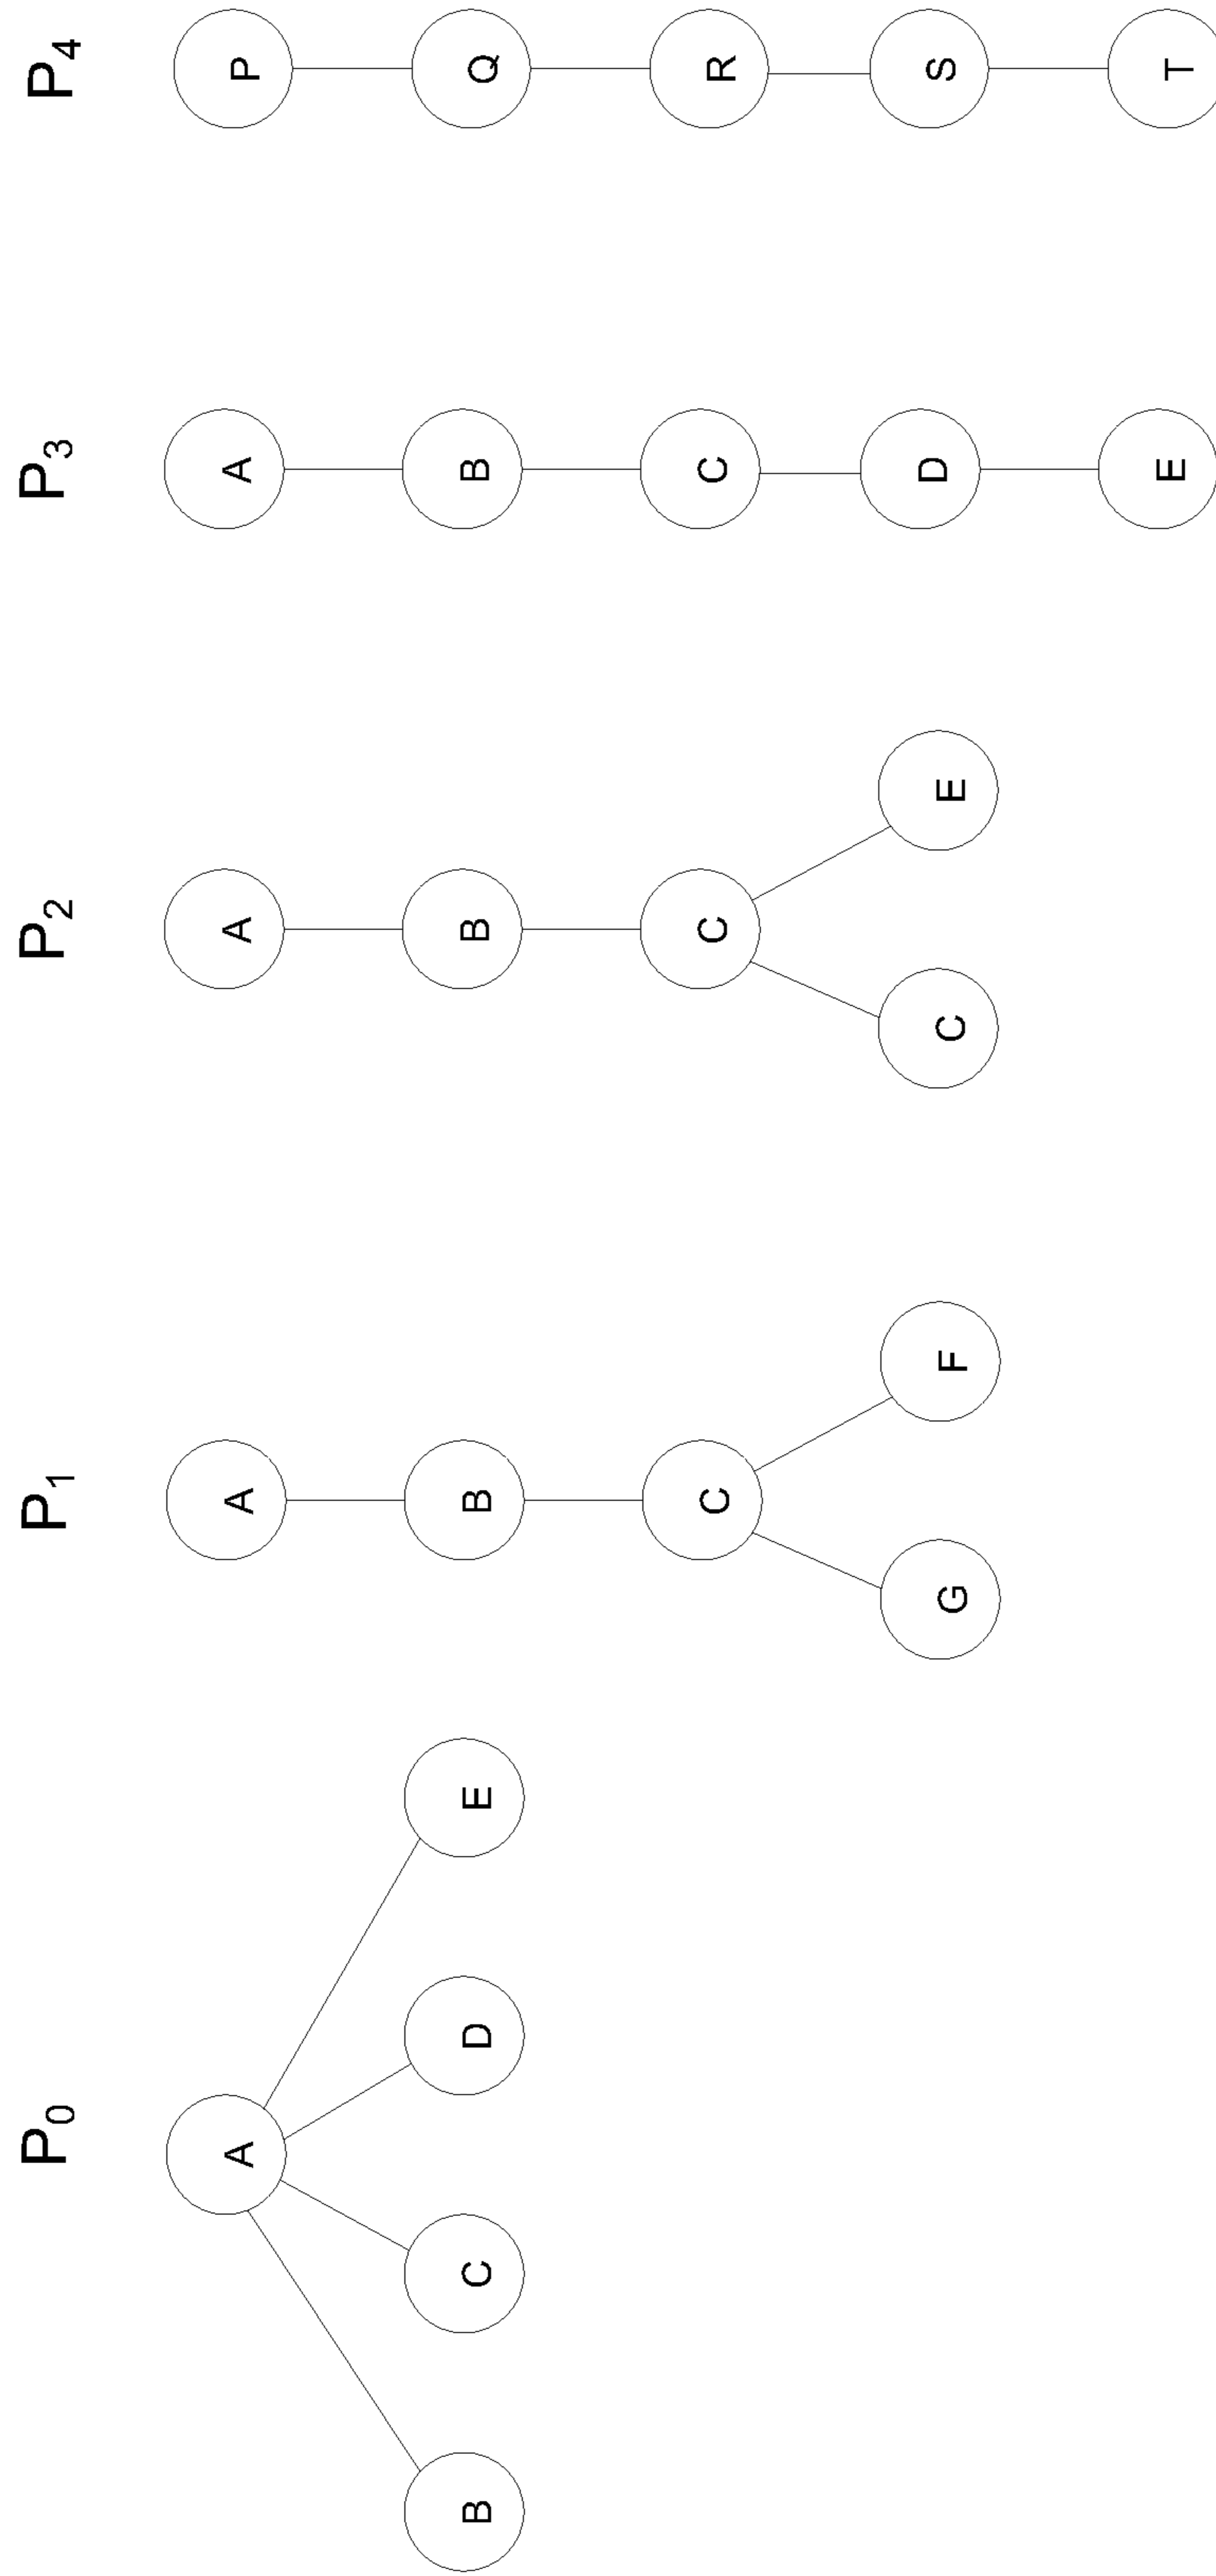 P0 P1 P2 P3 P4
A A A A P
B C D E B B B Q
C C C R
G F C E D S
E T